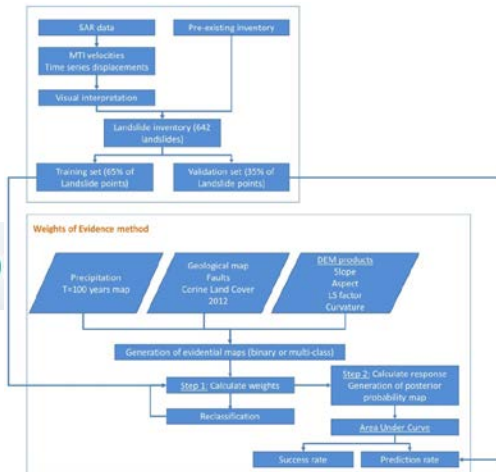 SAR data
Pre-existing inventory
MTI velocities
Time series displacements
Visual interpretation
Landslide inventory (642
landslides)
Training set (65% of
Landslide points)
Validation set (35% of
Landslide points)
Weights of Evidence method
Precipitation
T=100 years map
Geological map
Faults
Corine Land Cover
2012
DEM products
Slope
Aspect
LS factor
Curvature
Generation of evidential maps (binary or multi-class)
Step 1: Calculate weights
Reclassification
Step 2: Calculate response
Generation of posterior
probability map
Area Under Curve
Success rate
Prediction rate